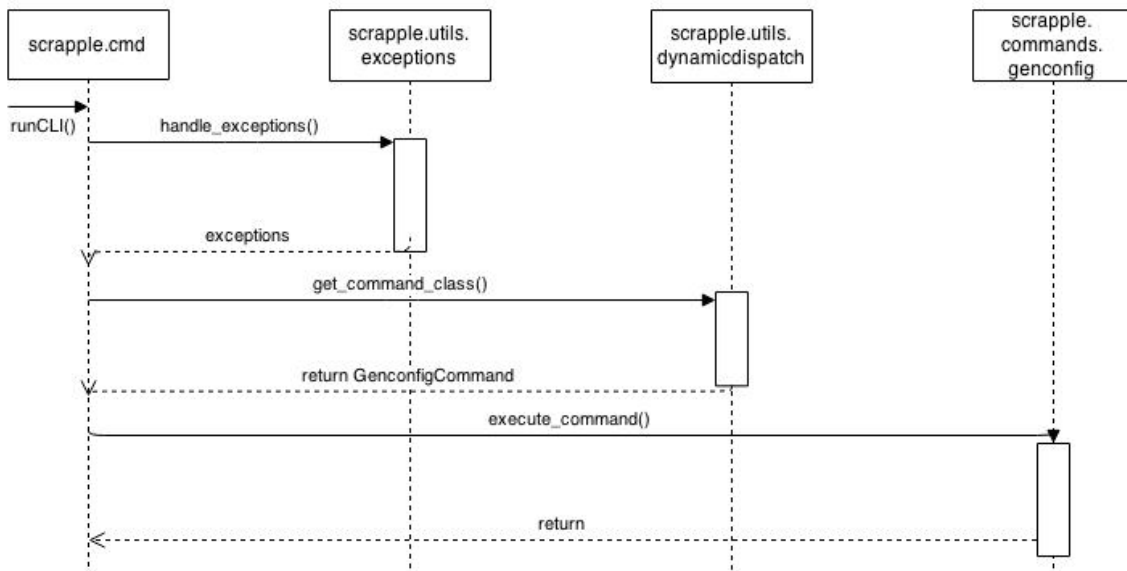 scrapple.cmd
scrapple.utils.
exceptions
scrapple.utils.
dynamicdispatch
scrapple.
commands.
genconfig
runCLI()
handle_exceptions()
exceptions
get_command_class()
return GenconfigCommand
execute_command()
return